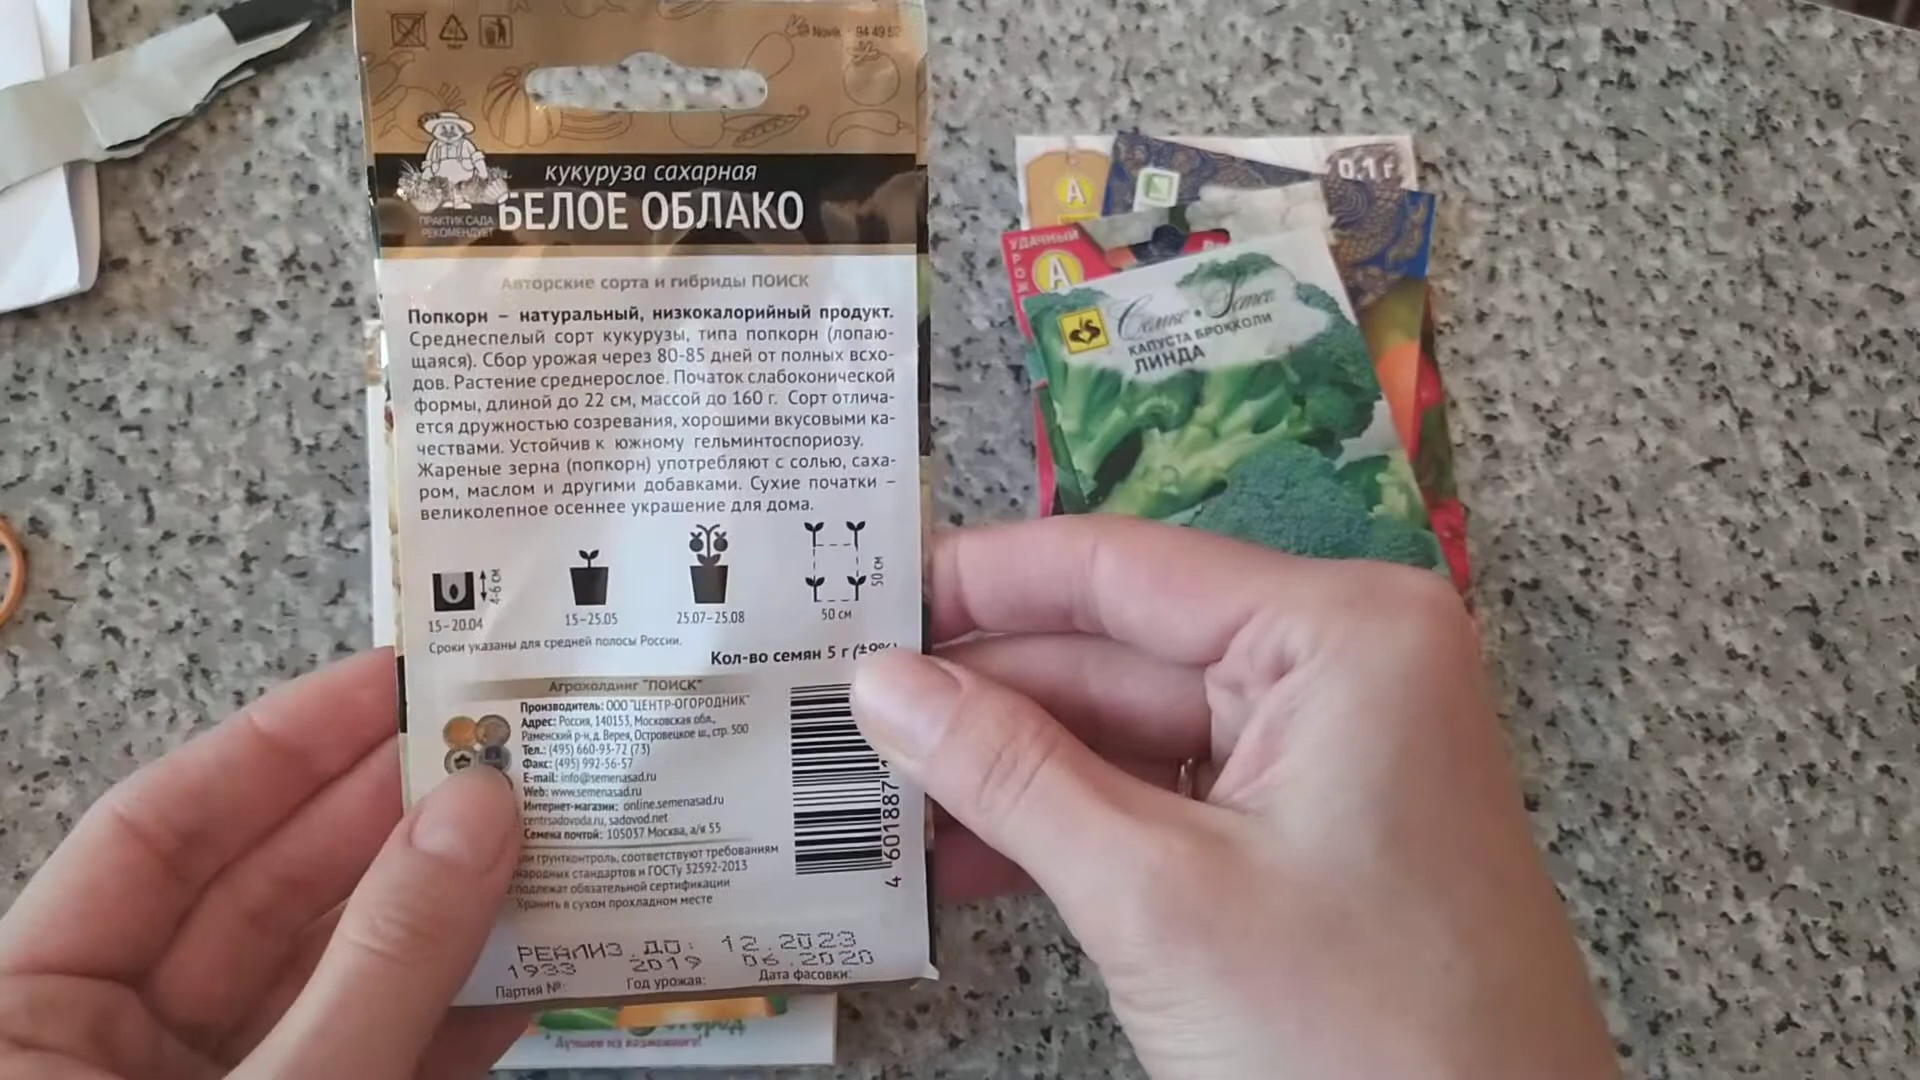 Novik
94 49 52
ПРАКТИК САДА
РЕКОМЕНДУЕТ
кукуруза сахарная
БЕЛОЕ ОБЛАКО
Авторские сорта и гибриды ПОИСК
Попкорн – натуральный, низкокалорийный продукт.
Среднеспелый сорт кукурузы, типа попкорн (лопаю-
щаяся). Сбор урожая через 80-85 дней от полных всхо-
дов. Растение среднерослое. Початок слабоконической
формы, длиной до 22 см, массой до 160 г. Сорт отлича-
ется дружностью созревания, хорошими вкусовыми ка-
чествами. Устойчив к южному гельминтоспориозу.
Жареные зерна (попкорн) употребляют с солью, саха-
ром, маслом и другими добавками. Сухие початки –
великолепное осеннее украшение для дома.
4-6 см
15–20.04
15–25.05
25.07–25.08
50 см
50 см
Сроки указаны для средней полосы России.
Кол-во семян 5 г
Агрохолдинг "ПОИСК"
Производитель: ООО "ЦЕНТР-ОГОРОДНИК"
Адрес: Россия, 140153, Московская обл.,
Раменский р-н, д. Верея, Островецкое ш., стр. 500
Тел.: (495) 660-93-72 (73)
Факс: (495) 992-56-57
E-mail: info@semenasad.ru
Web: www.semenasad.ru
Интернет-магазин: online.semenasad.ru
centrsadovoda.ru, sadovod.net
Семена почтой: 105037 Москва, а/я 55
грунтконтроль, соответствуют требованиям
стандартов и ГОСТу 32592-2013
подлежат обязательной сертификации
Хранить в сухом прохладном месте
4 601887
РЕАЛИЗ. ДО: 12.2023
1933 2019 06.2020
Партия №: Год урожая: Дата фасовки:
0,1 г
А
УДАЧНЫЙ
А
Семко
КАПУСТА БРОККОЛИ
ЛИНДА